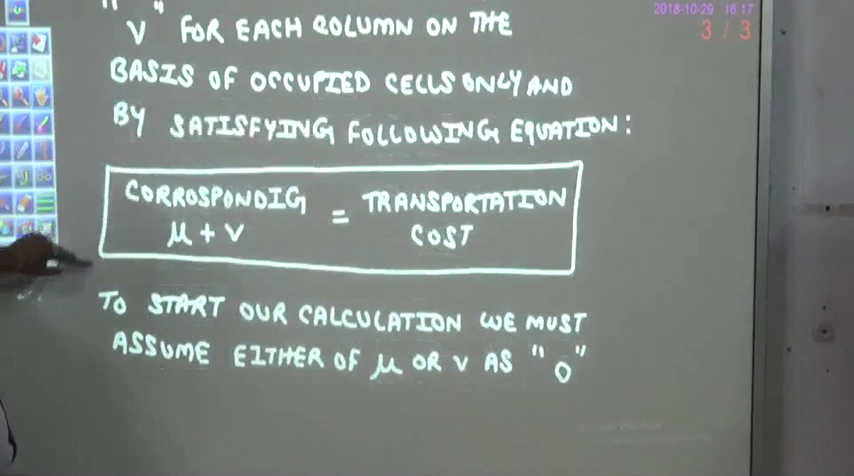 2018-10-29 16:17
3 / 3
" V " FOR EACH COLUMN ON THE
BASIS OF OCCUPIED CELLS ONLY AND
BY SATISFYING FOLLOWING EQUATION :
CORROSPONDIG
μ + V
=
TRANSPORTATION
COST
TO START OUR CALCULATION WE MUST
ASSUME EITHER OF μ OR V AS " 0 "